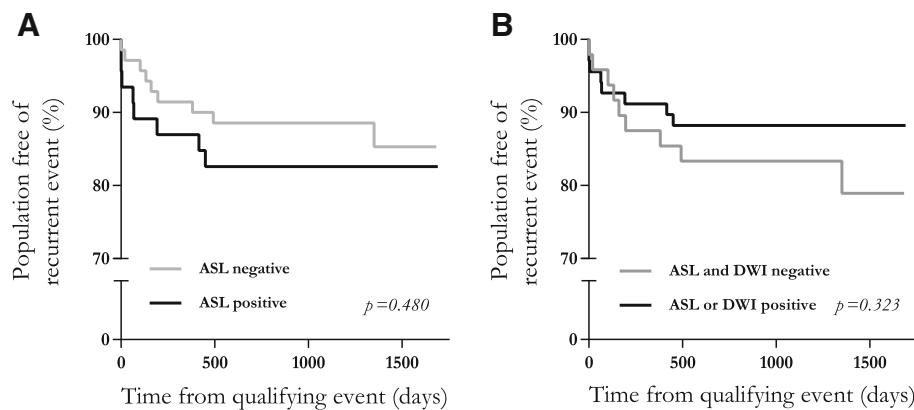 A
Population free of
recurrent event (%)
100
90
80
70
0
ASL negative
ASL positive
p=0.480
0
500
1000
1500
Time from qualifying event (days)
B
Population free of
recurrent event (%)
100
90
80
70
0
ASL and DWI negative
ASL or DWI positive
p=0.323
0
500
1000
1500
Time from qualifying event (days)